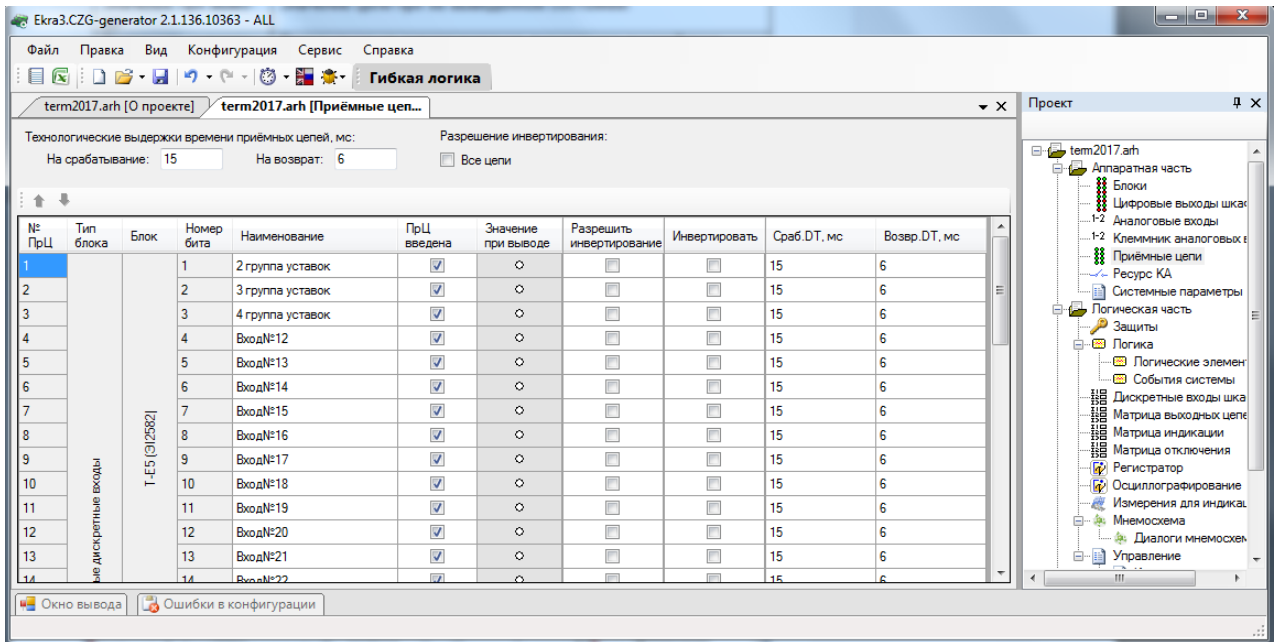 Ekra3.CZG-generator 2.1.136.10363 - ALL
Файл Правка Вид Конфигурация Сервис Справка
Гибкая логика
term2017.arh [О проекте] term2017.arh [Приёмные цеп...
Технологические выдержки времени приёмных цепей, мс:
На срабатывание: 15 На возврат: 6
Разрешение инвертирования:
Все цепи
№ ПрЦ Тип блока Блок Номер бита Наименование ПрЦ введена Значение при выводе Разрешить инвертирование Инвертировать Сраб.DT, мс Возвр.DT, мс
ые дискретные входы
T-E5 (Э|2582|
1 1 2 группа уставок 15 6
2 2 3 группа уставок 15 6
3 3 4 группа уставок 15 6
4 4 Вход№12 15 6
5 5 Вход№13 15 6
6 6 Вход№14 15 6
7 7 Вход№15 15 6
8 8 Вход№16 15 6
9 9 Вход№17 15 6
10 10 Вход№18 15 6
11 11 Вход№19 15 6
12 12 Вход№20 15 6
13 13 Вход№21 15 6
14 14 Вход№22 15 6
Проект
term2017.arh
Аппаратная часть
Блоки
Цифровые выходы шка
Аналоговые входы
Клеммник аналоговых
Приёмные цепи
Ресурс КА
Системные параметры
Логическая часть
Защиты
Логика
Логические элемен
События системы
Дискретные входы шка
Матрица выходных цепе
Матрица индикации
Матрица отключения
Регистратор
Осциллографирование
Измерения для индикац
Мнемосхема
Диалоги мнемосхем
Управление
Окно вывода Ошибки в конфигурации